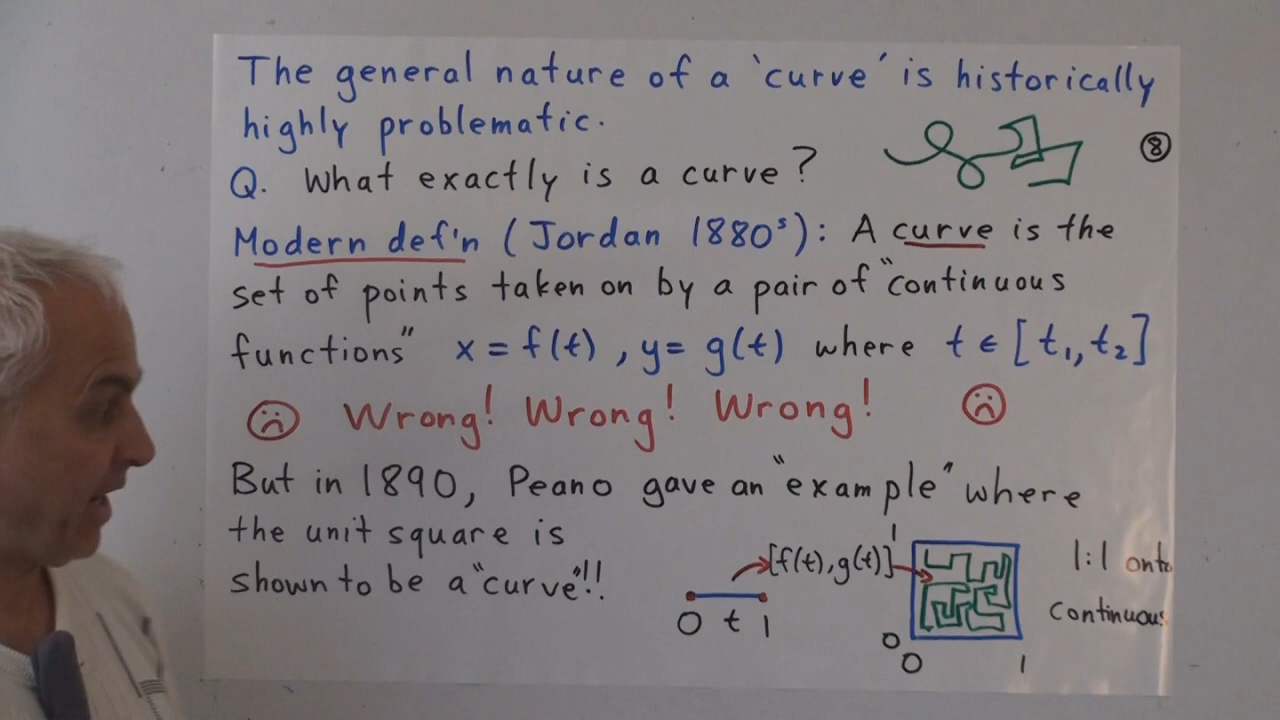 The general nature of a 'curve' is historically
highly problematic.
8
Q. What exactly is a curve?
Modern def'n (Jordan 1880s): A curve is the
set of points taken on by a pair of "continuous
functions" x = f(t), y = g(t) where t ∈ [t₁, t₂]
Wrong! Wrong! Wrong!
But in 1890, Peano gave an "example" where
the unit square is
shown to be a "curve"!!
[f(t), g(t)]
0 t 1
1
0
0 1
1:1 onto
continuous